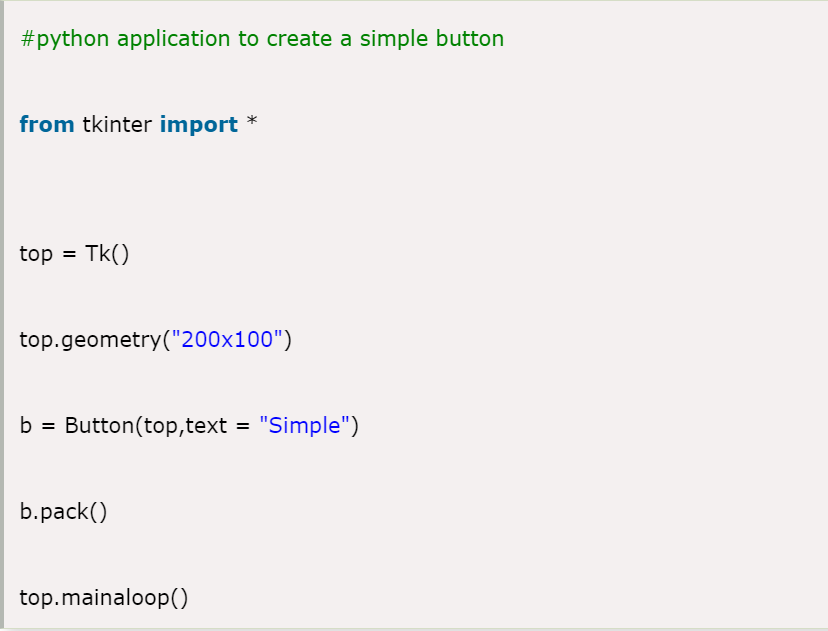 #python application to create a simple button
from tkinter import *
top = Tk()
top.geometry("200x100")
b = Button(top,text = "Simple")
b.pack()
top.mainaloop()